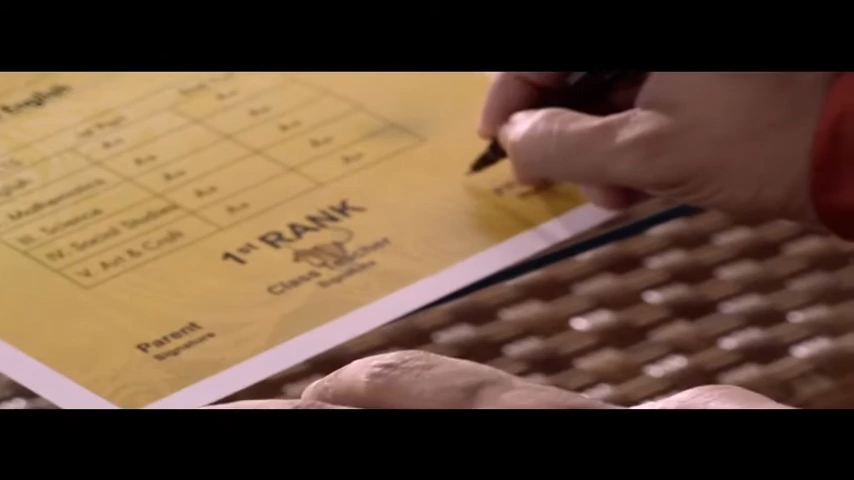 English
A+ A+ A+
A+ A+ A+
Mathematics A+ A+ A+
III. Science A+ A+
IV. Social Studies A+
V. Art & Craft
1st RANK
Class Teacher
Signature
Parent
Signature